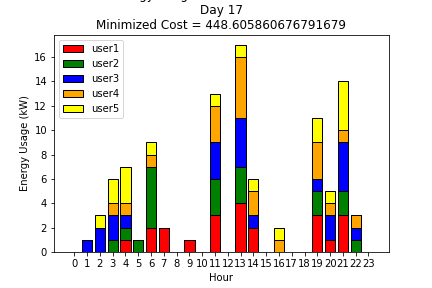 Day 17
Minimized Cost = 448.605860676791679
user1
user2
user3
user4
user5
Energy Usage (kW)
16
14
12
10
8
6
4
2
0
0 1 2 3 4 5 6 7 8 9 10 11 12 13 14 15 16 17 18 19 20 21 22 23
Hour